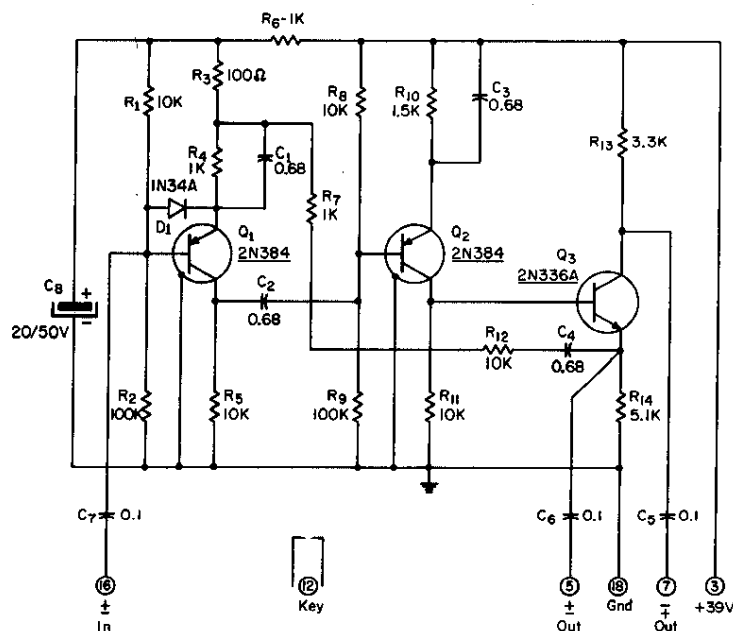 R6-1K
R3
100Ω
R8
10K
R10
1.5K
C3
0.68
R1
10K
R13
3.3K
R4
1K
C1
0.68
1N34A
D1
R7
1K
Q1
2N384
Q2
2N384
Q3
2N336A
C8
+
-
20/50V
C2
0.68
R12
10K
C4
0.68
R2
100K
R5
10K
R9
100K
R11
10K
R14
5.1K
C7
0.1
C6
0.1
C5
0.1
16
12
5
18
7
3
±
In
Key
±
Out
Gnd
∓
Out
+39V